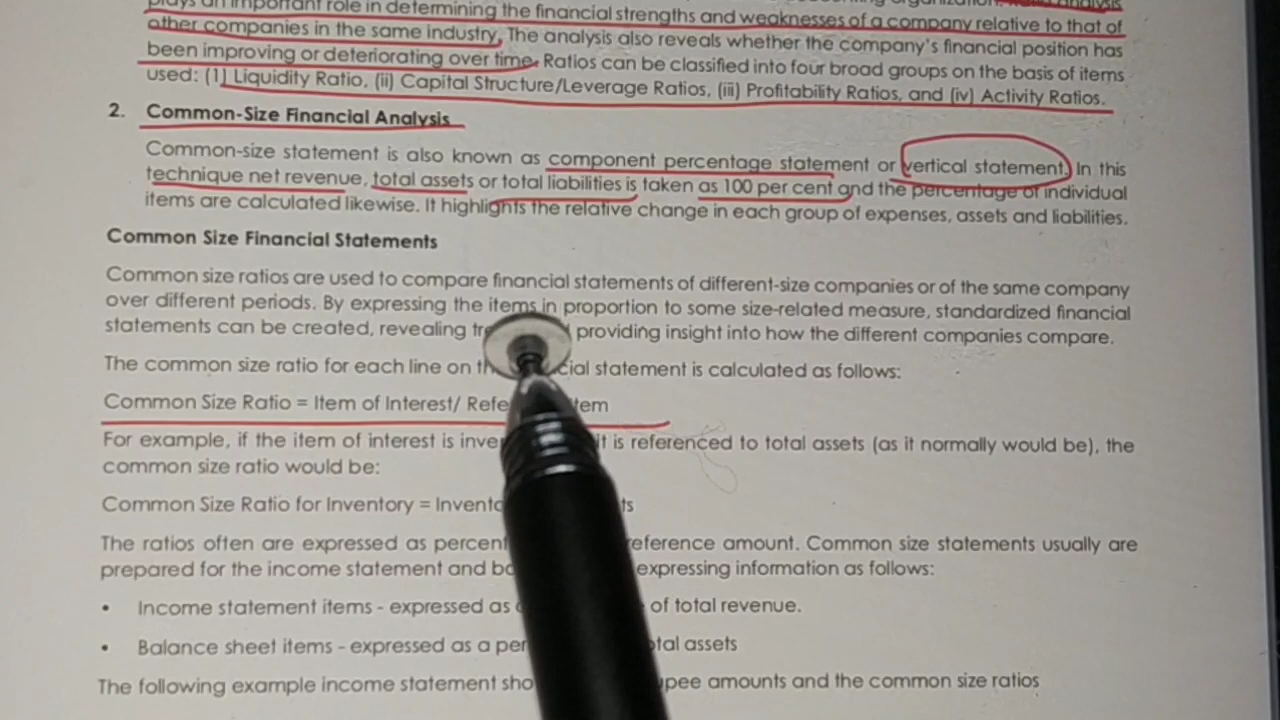 plays an important role in determining the financial strengths and weaknesses of a company relative to that of
other companies in the same industry. The analysis also reveals whether the company's financial position has
been improving or deteriorating over time. Ratios can be classified into four broad groups on the basis of items
used: (1) Liquidity Ratio, (ii) Capital Structure/Leverage Ratios, (iii) Profitability Ratios, and (iv) Activity Ratios.
2. Common-Size Financial Analysis
Common-size statement is also known as component percentage statement or vertical statement. In this
technique net revenue, total assets or total liabilities is taken as 100 per cent and the percentage of individual
items are calculated likewise. It highlights the relative change in each group of expenses, assets and liabilities.
Common Size Financial Statements
Common size ratios are used to compare financial statements of different-size companies or of the same company
over different periods. By expressing the items in proportion to some size-related measure, standardized financial
statements can be created, revealing providing insight into how the different companies compare.
The common size ratio for each line on statement is calculated as follows:
Common Size Ratio = Item of Interest/
For example, if the item of interest is It is referenced to total assets (as it normally would be), the
common size ratio would be:
Common Size Ratio for Inventory =
The ratios often are expressed as reference amount. Common size statements usually are
prepared for the income statement and expressing information as follows:
• Income statement items - expressed as of total revenue.
• Balance sheet items - expressed as a assets
The following example income statement amounts and the common size ratios